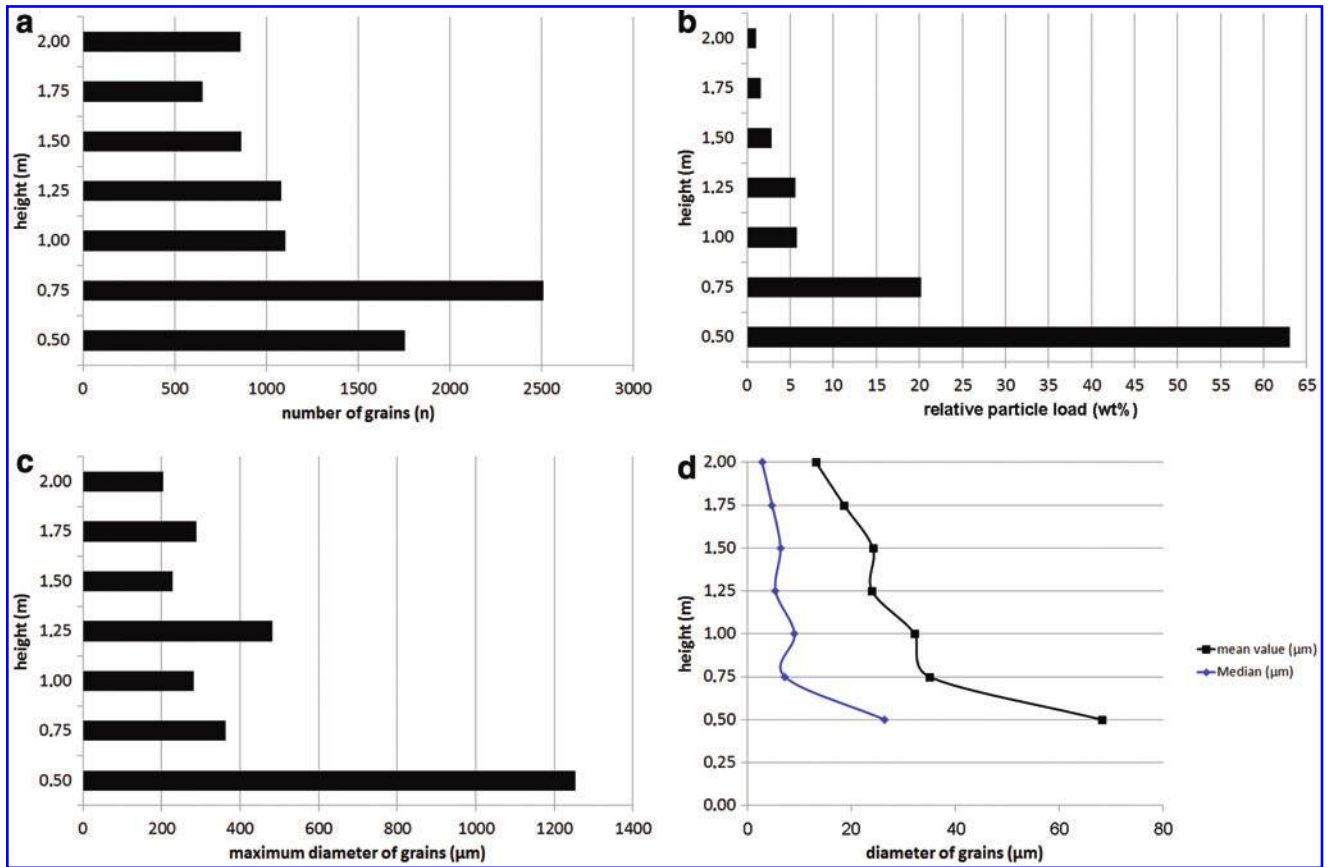 a
height (m)
2.00
1.75
1.50
1.25
1.00
0.75
0.50
0 500 1000 1500 2000 2500 3000
number of grains (n)
b
height (m)
2.00
1.75
1.50
1.25
1.00
0.75
0.50
0 5 10 15 20 25 30 35 40 45 50 55 60 65
relative particle load (wt%)
c
height (m)
2.00
1.75
1.50
1.25
1.00
0.75
0.50
0 200 400 600 800 1000 1200 1400
maximum diameter of grains (µm)
d
height (m)
2.00
1.75
1.50
1.25
1.00
0.75
0.50
0.25
0.00
0 20 40 60 80
diameter of grains (µm)
mean value (µm)
Median (µm)